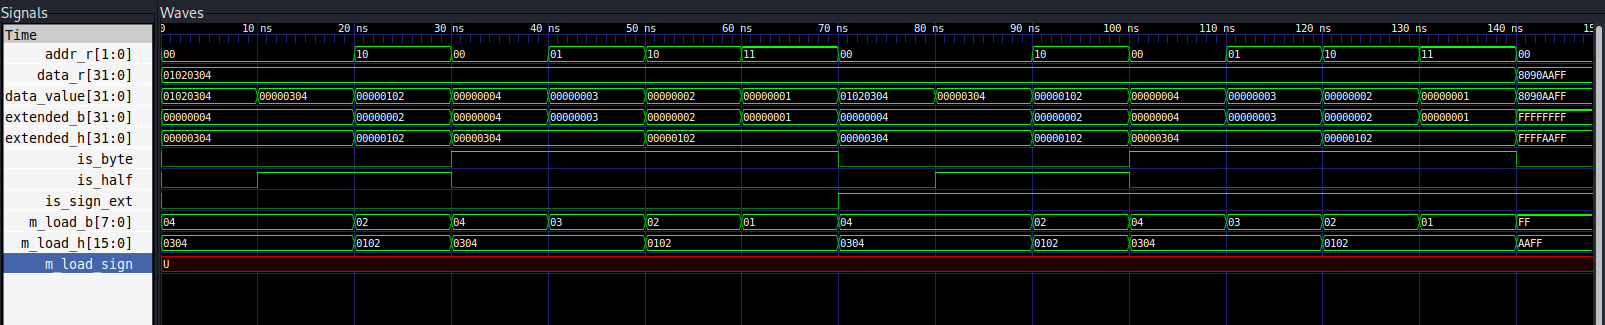 Signals Waves
Time 0 10 ns 20 ns 30 ns 40 ns 50 ns 60 ns 70 ns 80 ns 90 ns 100 ns 110 ns 120 ns 130 ns 140 ns 15
addr_r[1:0] 00 10 00 01 10 11 00 10 00 01 10 11 00
data_r[31:0] 01020304 8090AAFF
data_value[31:0] 01020304 00000304 00000102 00000004 00000003 00000002 00000001 01020304 00000304 00000102 00000004 00000003 00000002 00000001 8090AAFF
extended_b[31:0] 00000004 00000002 00000004 00000003 00000002 00000001 00000004 00000002 00000004 00000003 00000002 00000001 FFFFFFFF
extended_h[31:0] 00000304 00000102 00000304 00000102 00000304 00000102 00000304 00000102 FFFFAAFF
is_byte
is_half
is_sign_ext
m_load_b[7:0] 04 02 04 03 02 01 04 02 04 03 02 01 FF
m_load_h[15:0] 0304 0102 0304 0102 0304 0102 0304 0102 AAFF
m_load_sign U